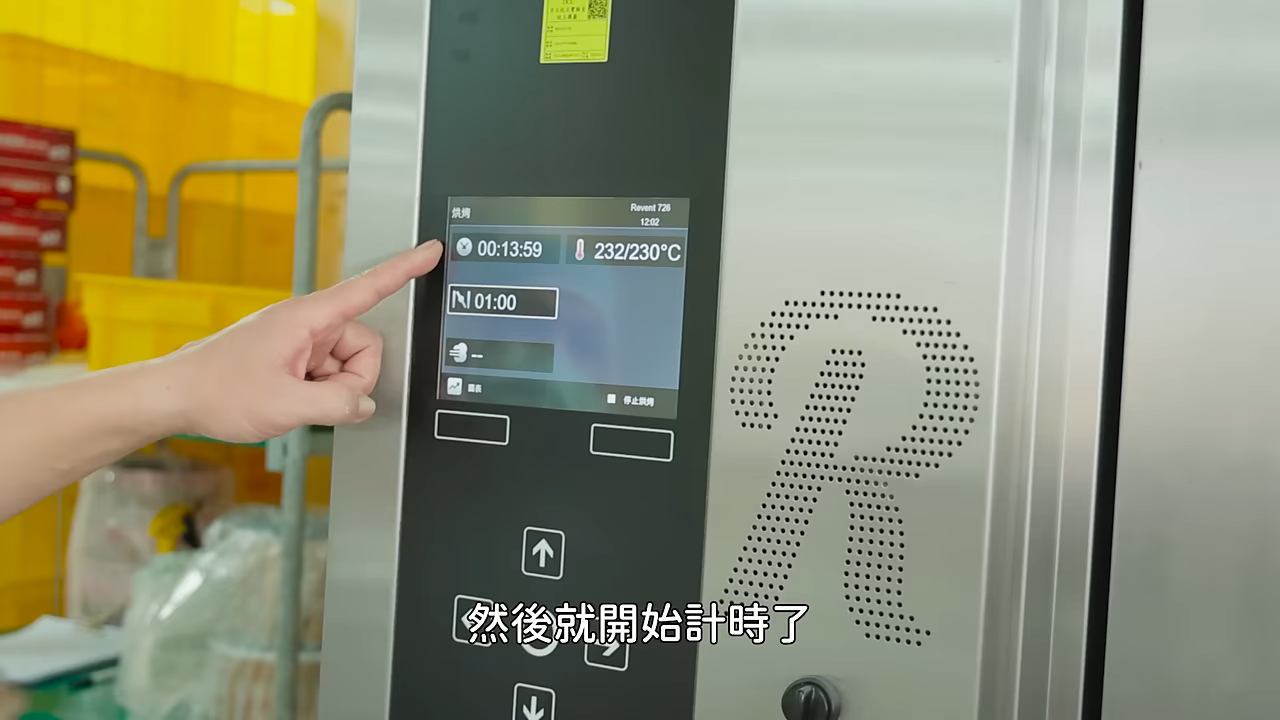 烘烤
Revent 726
12:02
00:13:59
232/230°C
01:00
--
圖表
停止烘烤
R
然後就開始計時了